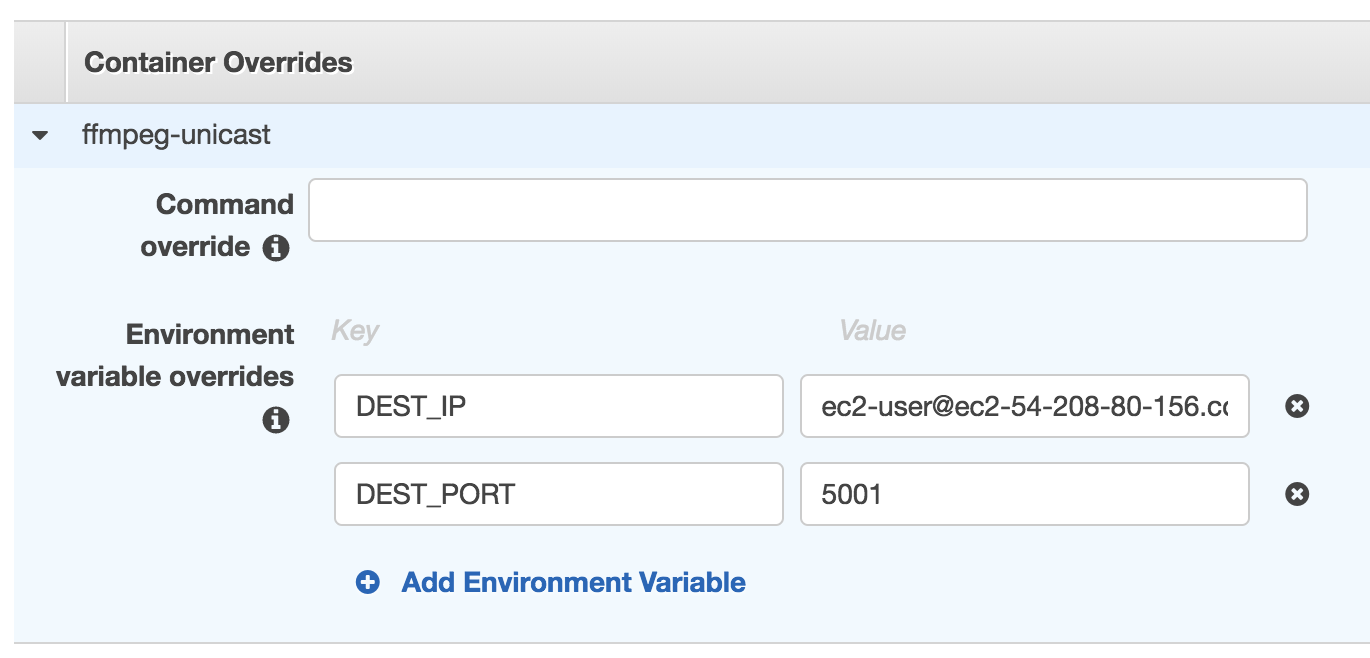 Container Overrides
ffmpeg-unicast
Command
override
Environment
variable overrides
Key Value
DEST_IP ec2-user@ec2-54-208-80-156.cc
DEST_PORT 5001
Add Environment Variable